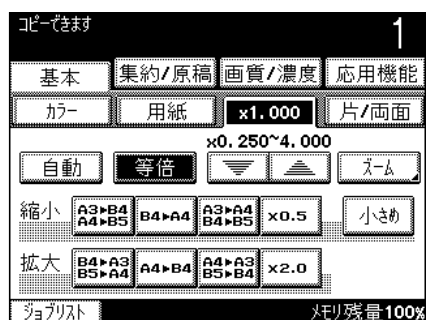 コピーできます
1
基本 集約/原稿 画質/濃度 応用機能
カラー 用紙 x1.000 片/両面
x0.250~4.000
自動 等倍 ズーム
縮小 A3▶B4 A4▶B5 B4▶A4 A3▶A4 B4▶B5 x0.5 小さめ
拡大 B4▶A3 B5▶A4 A4▶B4 A4▶A3 B5▶B4 x2.0
ジョブリスト メモリ残量100%